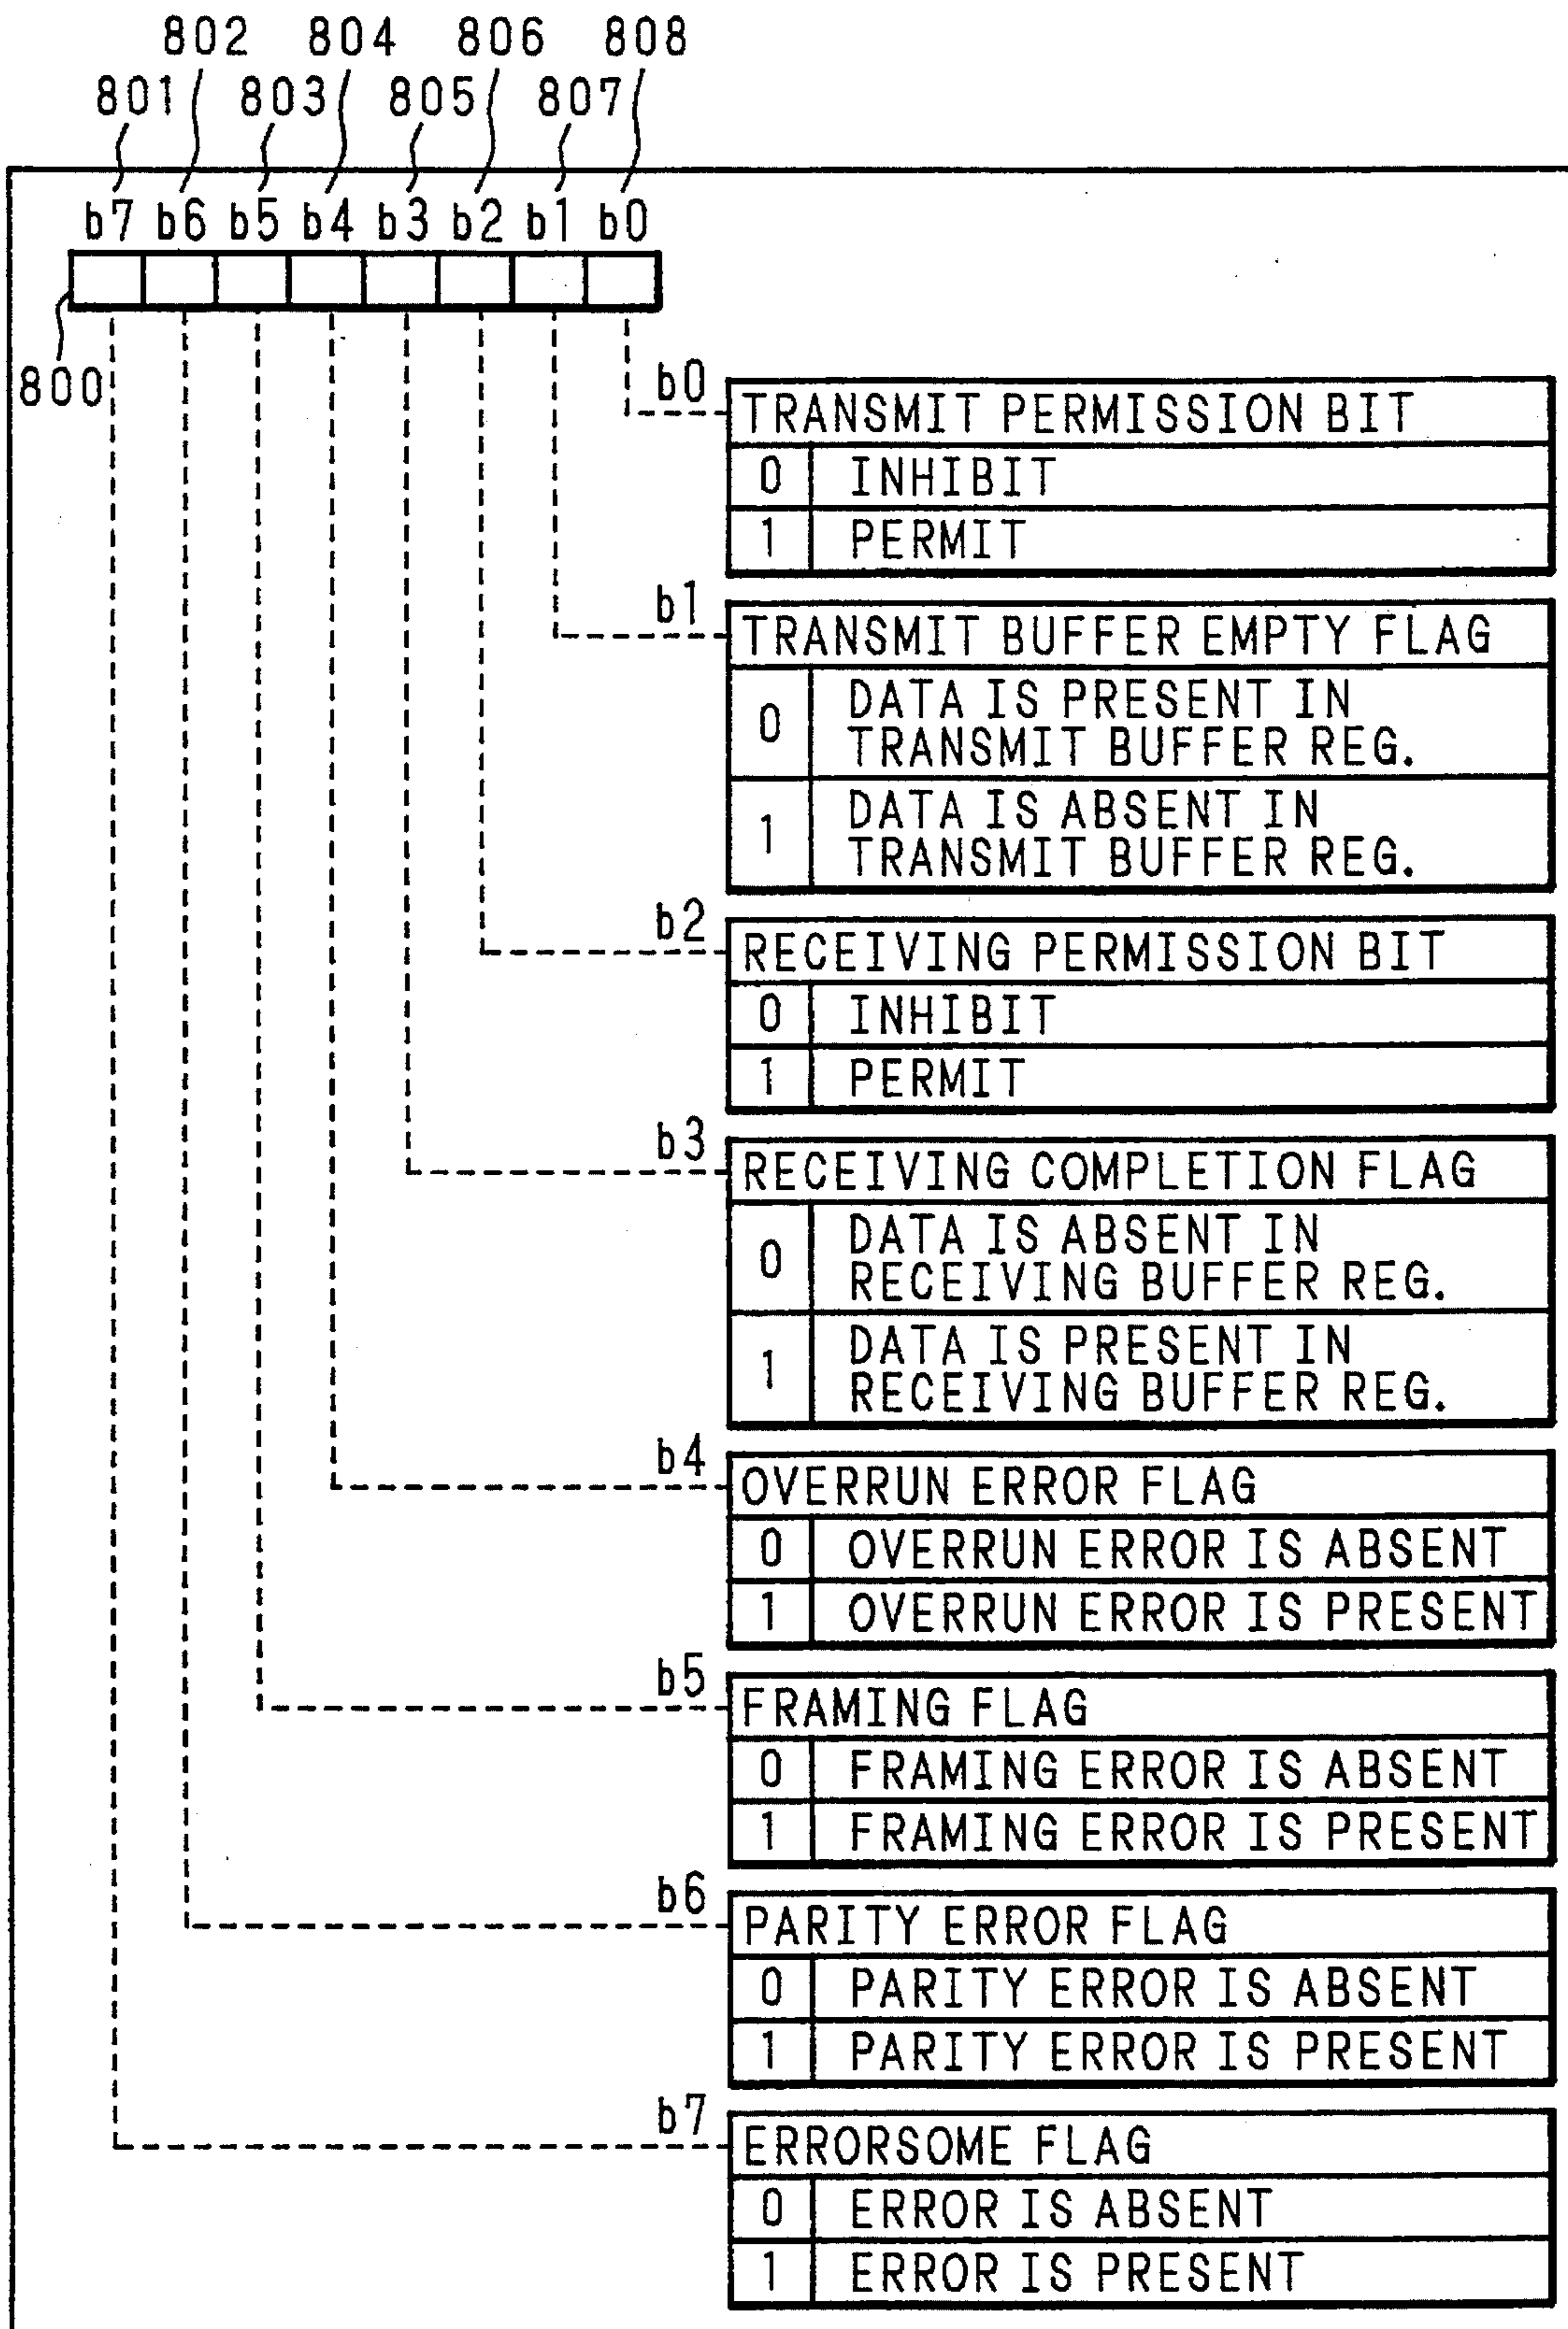 802 804 806 808
801 803 805 807
b7 b6 b5 b4 b3 b2 b1 b0
800
b0
TRANSMIT PERMISSION BIT
0 INHIBIT
1 PERMIT
b1
TRANSMIT BUFFER EMPTY FLAG
0 DATA IS PRESENT IN
TRANSMIT BUFFER REG.
1 DATA IS ABSENT IN
TRANSMIT BUFFER REG.
b2
RECEIVING PERMISSION BIT
0 INHIBIT
1 PERMIT
b3
RECEIVING COMPLETION FLAG
0 DATA IS ABSENT IN
RECEIVING BUFFER REG.
1 DATA IS PRESENT IN
RECEIVING BUFFER REG.
b4
OVERRUN ERROR FLAG
0 OVERRUN ERROR IS ABSENT
1 OVERRUN ERROR IS PRESENT
b5
FRAMING FLAG
0 FRAMING ERROR IS ABSENT
1 FRAMING ERROR IS PRESENT
b6
PARITY ERROR FLAG
0 PARITY ERROR IS ABSENT
1 PARITY ERROR IS PRESENT
b7
ERRORSOME FLAG
0 ERROR IS ABSENT
1 ERROR IS PRESENT